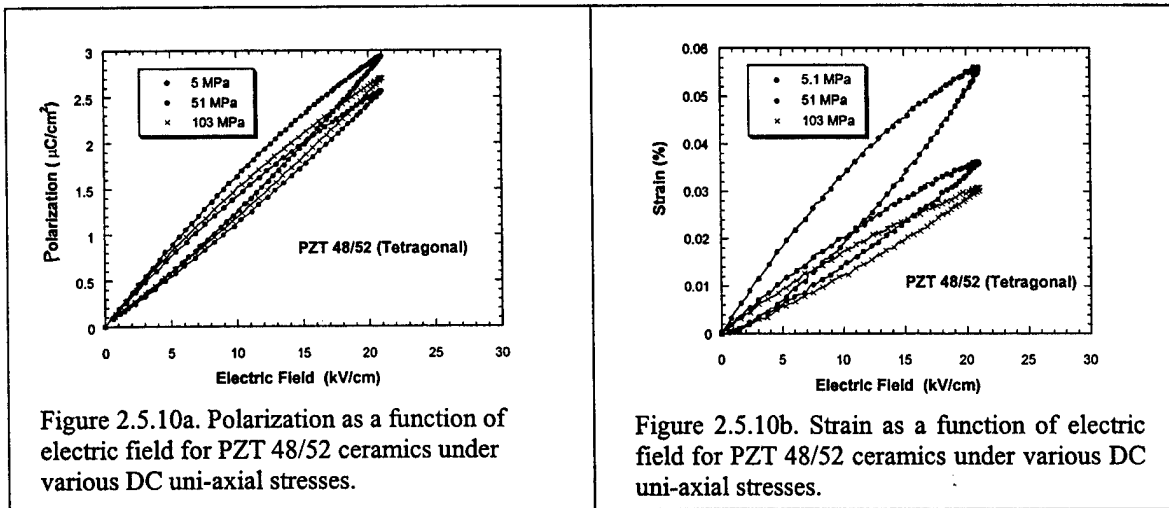 3
2.5
2
1.5
1
0.5
0
0 5 10 15 20 25 30
Polarization ( µC/cm²)
Electric Field (kV/cm)
5 MPa
51 MPa
103 MPa
PZT 48/52 (Tetragonal)
Figure 2.5.10a. Polarization as a function of
electric field for PZT 48/52 ceramics under
various DC uni-axial stresses.
0.06
0.05
0.04
0.03
0.02
0.01
0
0 5 10 15 20 25 30
Strain (%)
Electric Field (kV/cm)
5.1 MPa
51 MPa
103 MPa
PZT 48/52 (Tetragonal)
Figure 2.5.10b. Strain as a function of electric
field for PZT 48/52 ceramics under various DC
uni-axial stresses.